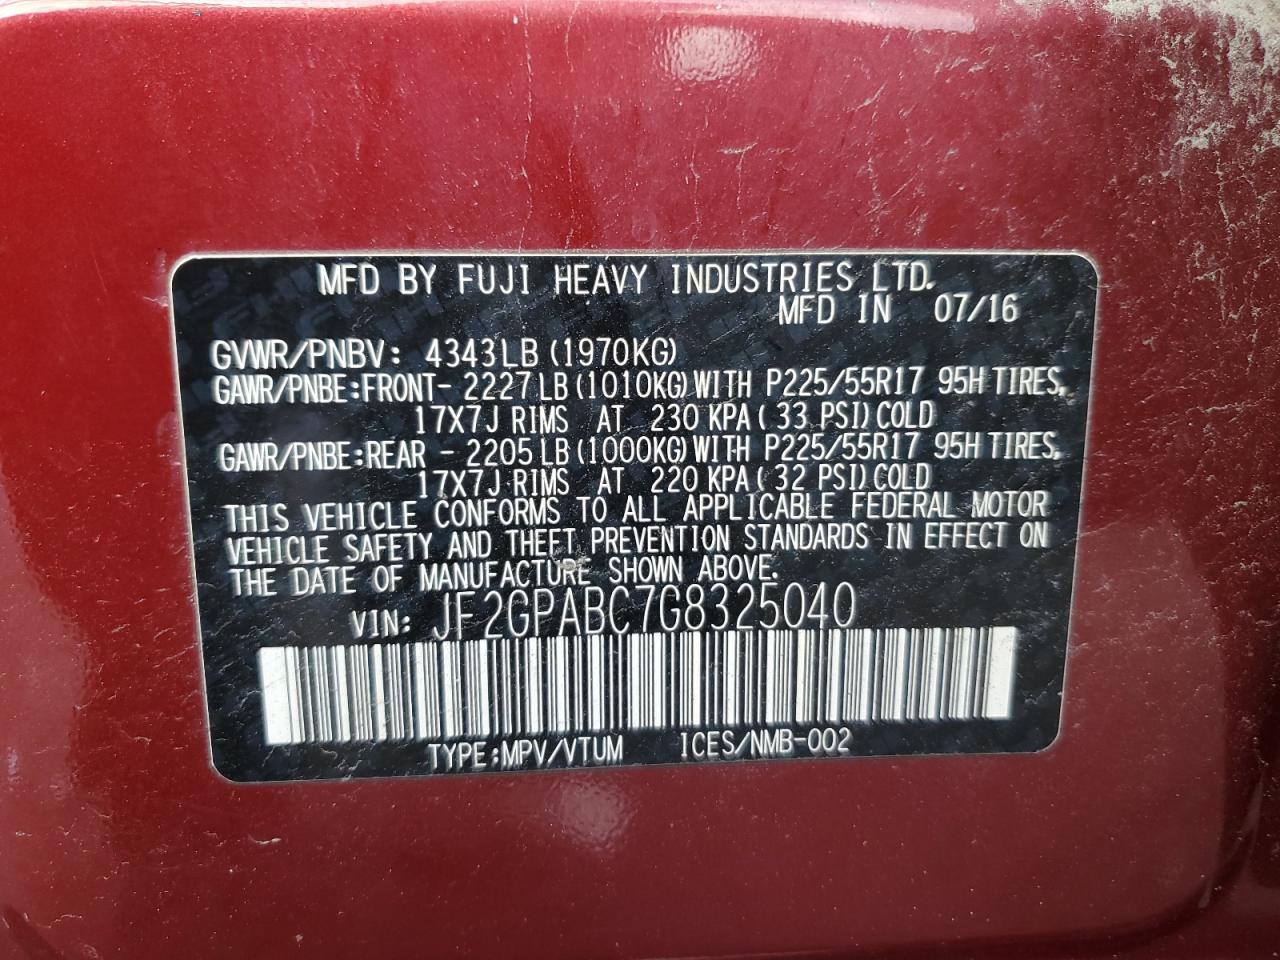 MFD BY FUJI HEAVY INDUSTRIES LTD.
MFD IN 07/16
GVWR/PNBV: 4343LB (1970KG)
GAWR/PNBE:FRONT- 2227 LB (1010KG) WITH P225/55R17 95H TIRES,
17X7J RIMS AT 230 KPA ( 33 PSI) COLD
GAWR/PNBE:REAR - 2205 LB (1000KG) WITH P225/55R17 95H TIRES,
17X7J RIMS AT 220 KPA ( 32 PSI) COLD
THIS VEHICLE CONFORMS TO ALL APPLICABLE FEDERAL MOTOR
VEHICLE SAFETY AND THEFT PREVENTION STANDARDS IN EFFECT ON
THE DATE OF MANUFACTURE SHOWN ABOVE.
VIN: JF2GPABC7G8325040
TYPE:MPV/VTUM ICES/NMB-002